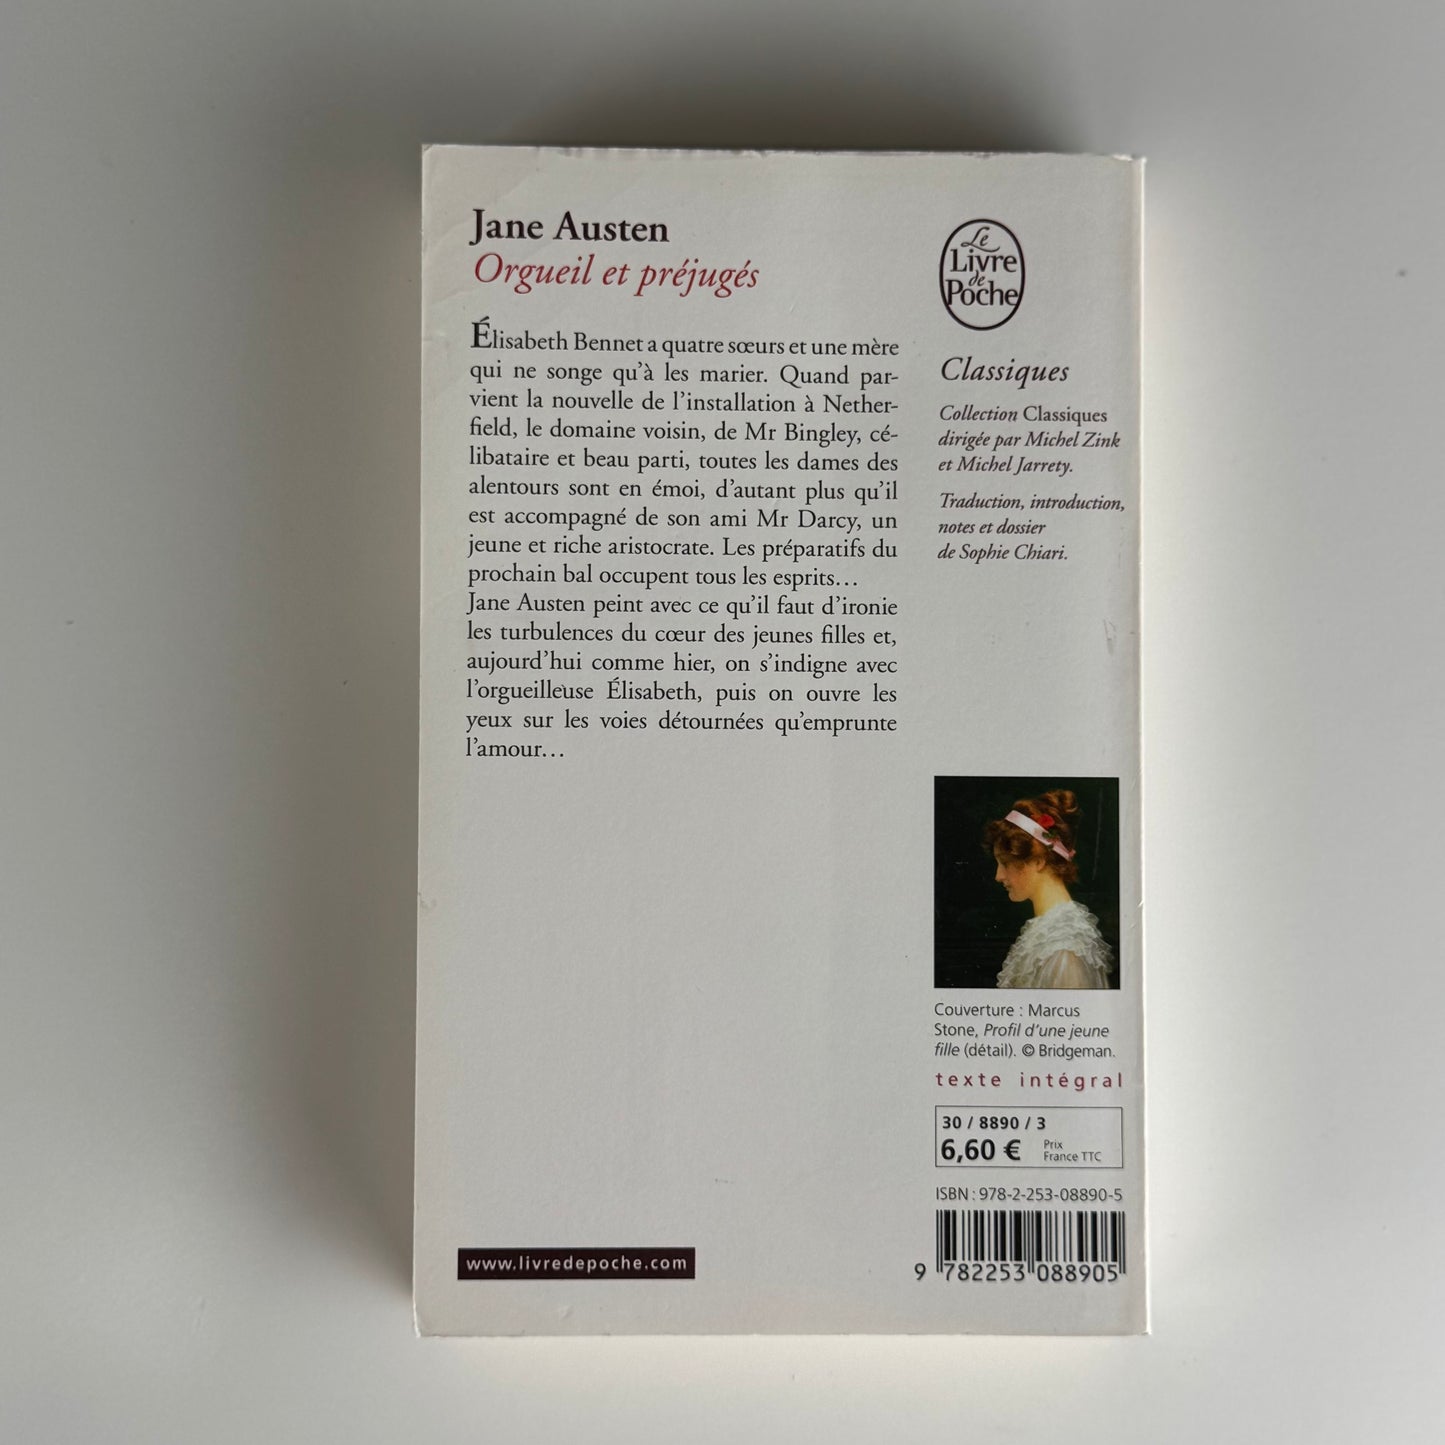 Jane Austen
Orgueil et préjugés
Élisabeth Bennet a quatre sœurs et une mère
qui ne songe qu'à les marier. Quand par-
vient la nouvelle de l'installation à Nether-
field, le domaine voisin, de Mr Bingley, cé-
libataire et beau parti, toutes les dames des
alentours sont en émoi, d'autant plus qu'il
est accompagné de son ami Mr Darcy, un
jeune et riche aristocrate. Les préparatifs du
prochain bal occupent tous les esprits…
Jane Austen peint avec ce qu'il faut d'ironie
les turbulences du cœur des jeunes filles et,
aujourd'hui comme hier, on s'indigne avec
l'orgueilleuse Élisabeth, puis on ouvre les
yeux sur les voies détournées qu'emprunte
l'amour…
www.livredepoche.com
Le
Livre
de
Poche
Classiques
Collection Classiques
dirigée par Michel Zink
et Michel Jarrety.
Traduction, introduction,
notes et dossier
de Sophie Chiari.
Couverture : Marcus
Stone, Profil d'une jeune
fille (détail). © Bridgeman.
texte intégral
30 / 8890 / 3
6,60 € Prix
France TTC
ISBN : 978-2-253-08890-5
9 782253 088905